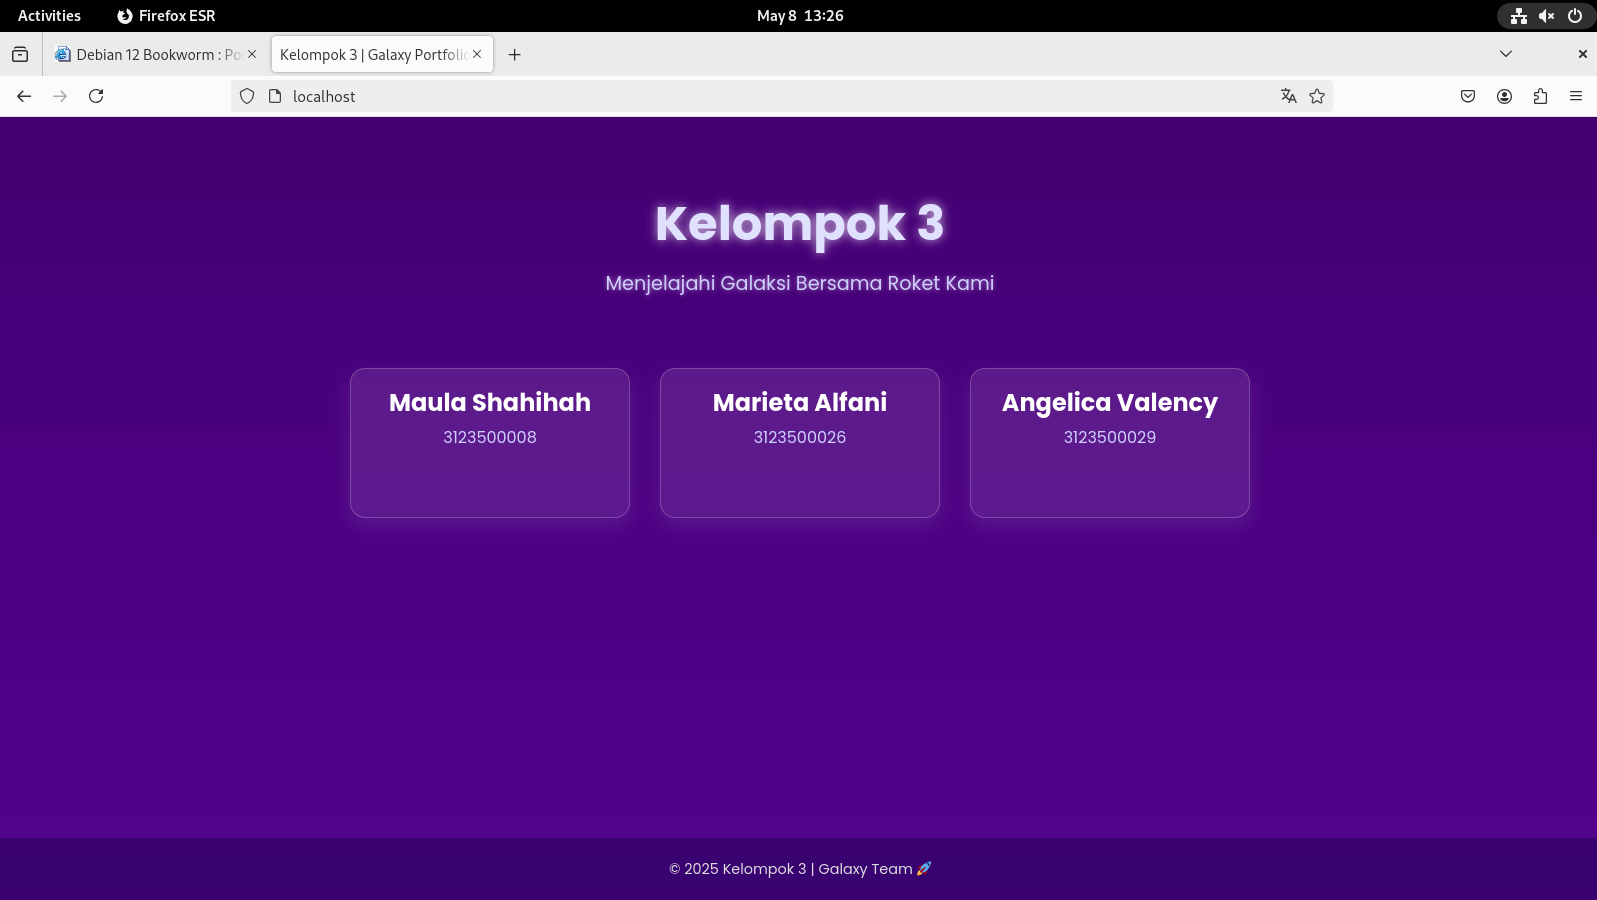 Activities
Firefox ESR
May 8 13:26
Debian 12 Bookworm : Po
Kelompok 3 | Galaxy Portfolio
localhost
Kelompok 3
Menjelajahi Galaksi Bersama Roket Kami
Maula Shahihah
3123500008
Marieta Alfani
3123500026
Angelica Valency
3123500029
© 2025 Kelompok 3 | Galaxy Team 🚀